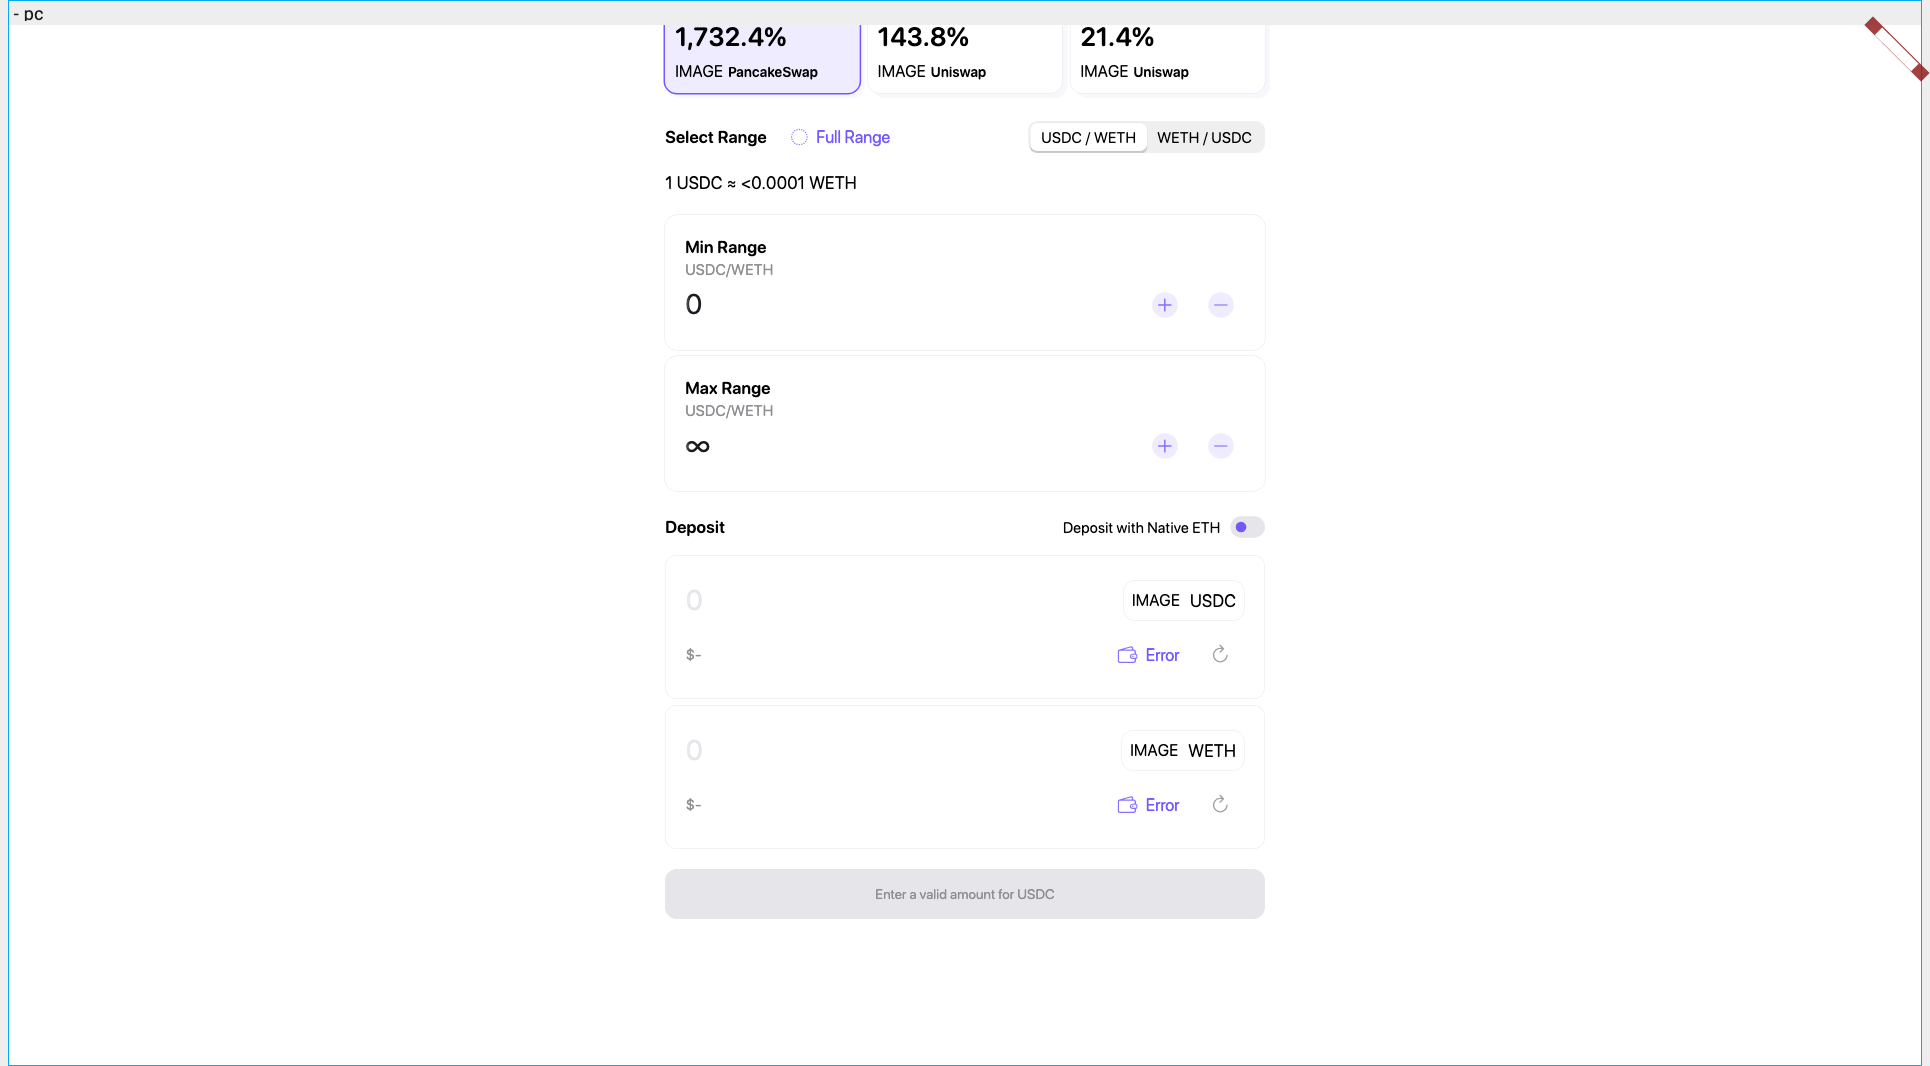 - pc
1,732.4% 143.8% 21.4%
IMAGE PancakeSwap IMAGE Uniswap IMAGE Uniswap
Select Range Full Range USDC / WETH WETH / USDC
1 USDC ≈ <0.0001 WETH
Min Range
USDC/WETH
0
Max Range
USDC/WETH
∞
Deposit Deposit with Native ETH
0 IMAGE USDC
$- Error
0 IMAGE WETH
$- Error
Enter a valid amount for USDC